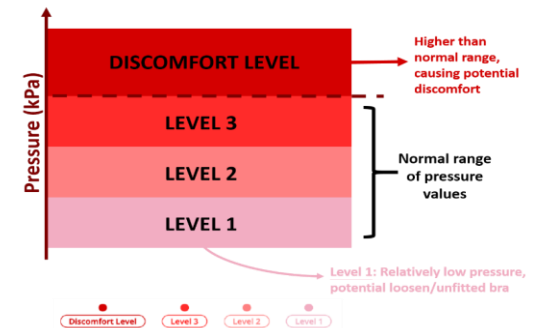 Pressure (kPa)
DISCOMFORT LEVEL
Higher than
normal range,
causing potential
discomfort
LEVEL 3
LEVEL 2
LEVEL 1
Normal range
of pressure
values
Level 1: Relatively low pressure,
potential loosen/unfitted bra
Discomfort Level
Level 3
Level 2
Level 1